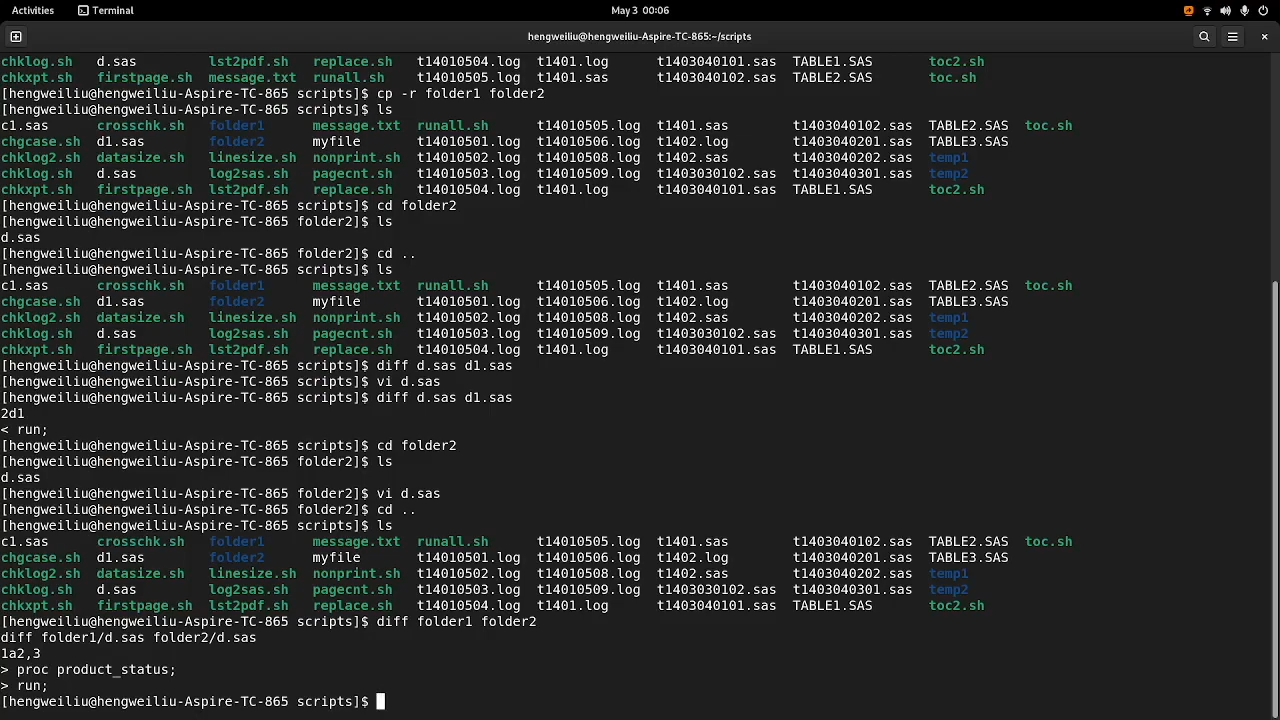 Activities Terminal May 3 00:06
hengweiliu@hengweiliu-Aspire-TC-865:~/scripts
chklog.sh d.sas lst2pdf.sh replace.sh t14010504.log t1401.log t1403040101.sas TABLE1.SAS toc2.sh
chkxpt.sh firstpage.sh message.txt runall.sh t14010505.log t1401.sas t1403040102.sas TABLE2.SAS toc.sh
[hengweiliu@hengweiliu-Aspire-TC-865 scripts]$ cp -r folder1 folder2
[hengweiliu@hengweiliu-Aspire-TC-865 scripts]$ ls
c1.sas crosschk.sh folder1 message.txt runall.sh t14010505.log t1401.sas t1403040102.sas TABLE2.SAS toc.sh
chgcase.sh d1.sas folder2 myfile t14010501.log t14010506.log t1402.log t1403040201.sas TABLE3.SAS
chklog2.sh datasize.sh linesize.sh nonprint.sh t14010502.log t14010508.log t1402.sas t1403040202.sas temp1
chklog.sh d.sas log2sas.sh pagecnt.sh t14010503.log t14010509.log t1403030102.sas t1403040301.sas temp2
chkxpt.sh firstpage.sh lst2pdf.sh replace.sh t14010504.log t1401.log t1403040101.sas TABLE1.SAS toc2.sh
[hengweiliu@hengweiliu-Aspire-TC-865 scripts]$ cd folder2
[hengweiliu@hengweiliu-Aspire-TC-865 folder2]$ ls
d.sas
[hengweiliu@hengweiliu-Aspire-TC-865 folder2]$ cd ..
[hengweiliu@hengweiliu-Aspire-TC-865 scripts]$ ls
c1.sas crosschk.sh folder1 message.txt runall.sh t14010505.log t1401.sas t1403040102.sas TABLE2.SAS toc.sh
chgcase.sh d1.sas folder2 myfile t14010501.log t14010506.log t1402.log t1403040201.sas TABLE3.SAS
chklog2.sh datasize.sh linesize.sh nonprint.sh t14010502.log t14010508.log t1402.sas t1403040202.sas temp1
chklog.sh d.sas log2sas.sh pagecnt.sh t14010503.log t14010509.log t1403030102.sas t1403040301.sas temp2
chkxpt.sh firstpage.sh lst2pdf.sh replace.sh t14010504.log t1401.log t1403040101.sas TABLE1.SAS toc2.sh
[hengweiliu@hengweiliu-Aspire-TC-865 scripts]$ diff d.sas d1.sas
[hengweiliu@hengweiliu-Aspire-TC-865 scripts]$ vi d.sas
[hengweiliu@hengweiliu-Aspire-TC-865 scripts]$ diff d.sas d1.sas
2d1
< run;
[hengweiliu@hengweiliu-Aspire-TC-865 scripts]$ cd folder2
[hengweiliu@hengweiliu-Aspire-TC-865 folder2]$ ls
d.sas
[hengweiliu@hengweiliu-Aspire-TC-865 folder2]$ vi d.sas
[hengweiliu@hengweiliu-Aspire-TC-865 folder2]$ cd ..
[hengweiliu@hengweiliu-Aspire-TC-865 scripts]$ ls
c1.sas crosschk.sh folder1 message.txt runall.sh t14010505.log t1401.sas t1403040102.sas TABLE2.SAS toc.sh
chgcase.sh d1.sas folder2 myfile t14010501.log t14010506.log t1402.log t1403040201.sas TABLE3.SAS
chklog2.sh datasize.sh linesize.sh nonprint.sh t14010502.log t14010508.log t1402.sas t1403040202.sas temp1
chklog.sh d.sas log2sas.sh pagecnt.sh t14010503.log t14010509.log t1403030102.sas t1403040301.sas temp2
chkxpt.sh firstpage.sh lst2pdf.sh replace.sh t14010504.log t1401.log t1403040101.sas TABLE1.SAS toc2.sh
[hengweiliu@hengweiliu-Aspire-TC-865 scripts]$ diff folder1 folder2
diff folder1/d.sas folder2/d.sas
1a2,3
> proc product_status;
> run;
[hengweiliu@hengweiliu-Aspire-TC-865 scripts]$